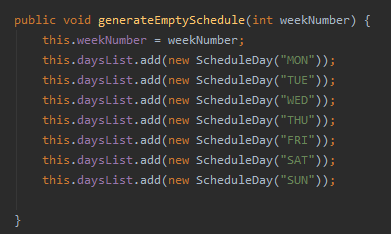 public void generateEmptySchedule(int weekNumber) {
this.weekNumber = weekNumber;
this.daysList.add(new ScheduleDay("MON"));
this.daysList.add(new ScheduleDay("TUE"));
this.daysList.add(new ScheduleDay("WED"));
this.daysList.add(new ScheduleDay("THU"));
this.daysList.add(new ScheduleDay("FRI"));
this.daysList.add(new ScheduleDay("SAT"));
this.daysList.add(new ScheduleDay("SUN"));
}